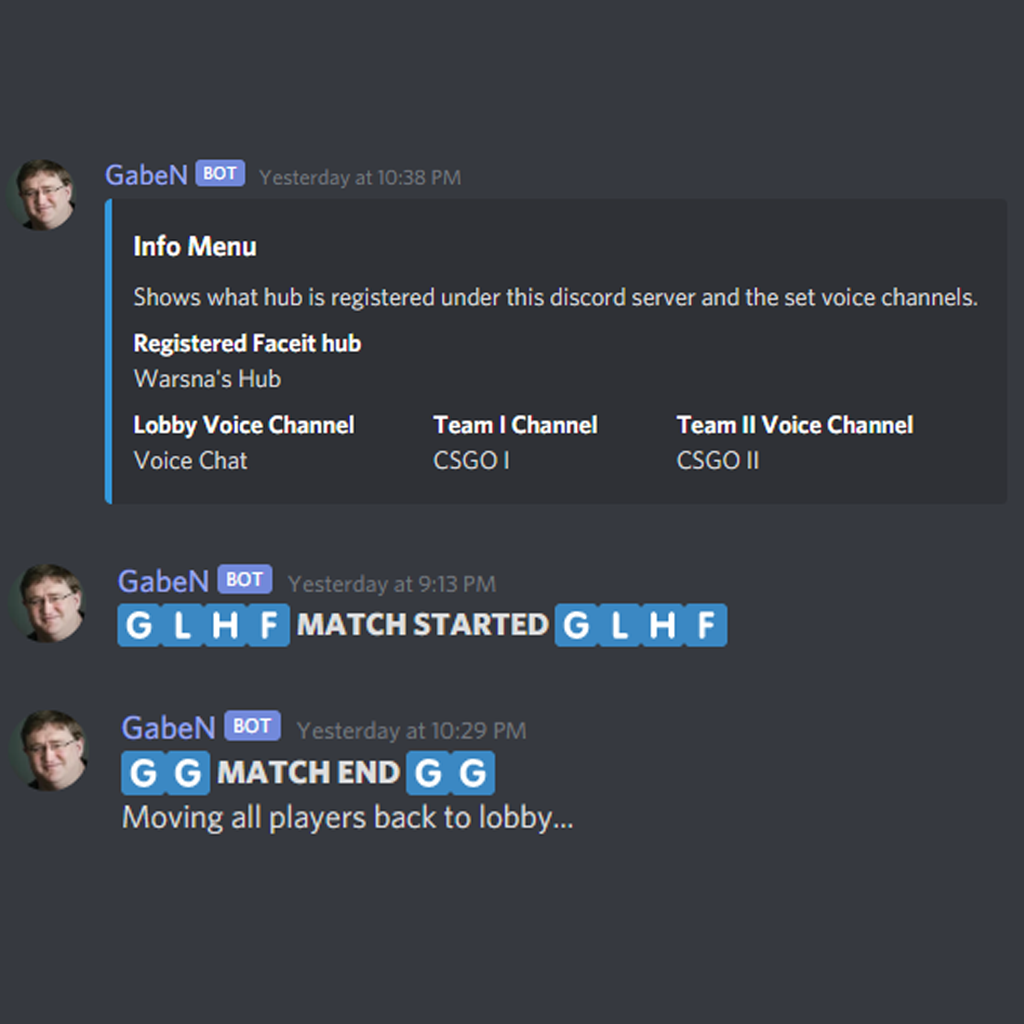 GabeN BOT Yesterday at 10:38 PM
Info Menu
Shows what hub is registered under this discord server and the set voice channels.
Registered Faceit hub
Warsna's Hub
Lobby Voice Channel Team I Channel Team II Voice Channel
Voice Chat CSGO I CSGO II
GabeN BOT Yesterday at 9:13 PM
G L H F MATCH STARTED G L H F
GabeN BOT Yesterday at 10:29 PM
G G MATCH END G G
Moving all players back to lobby...